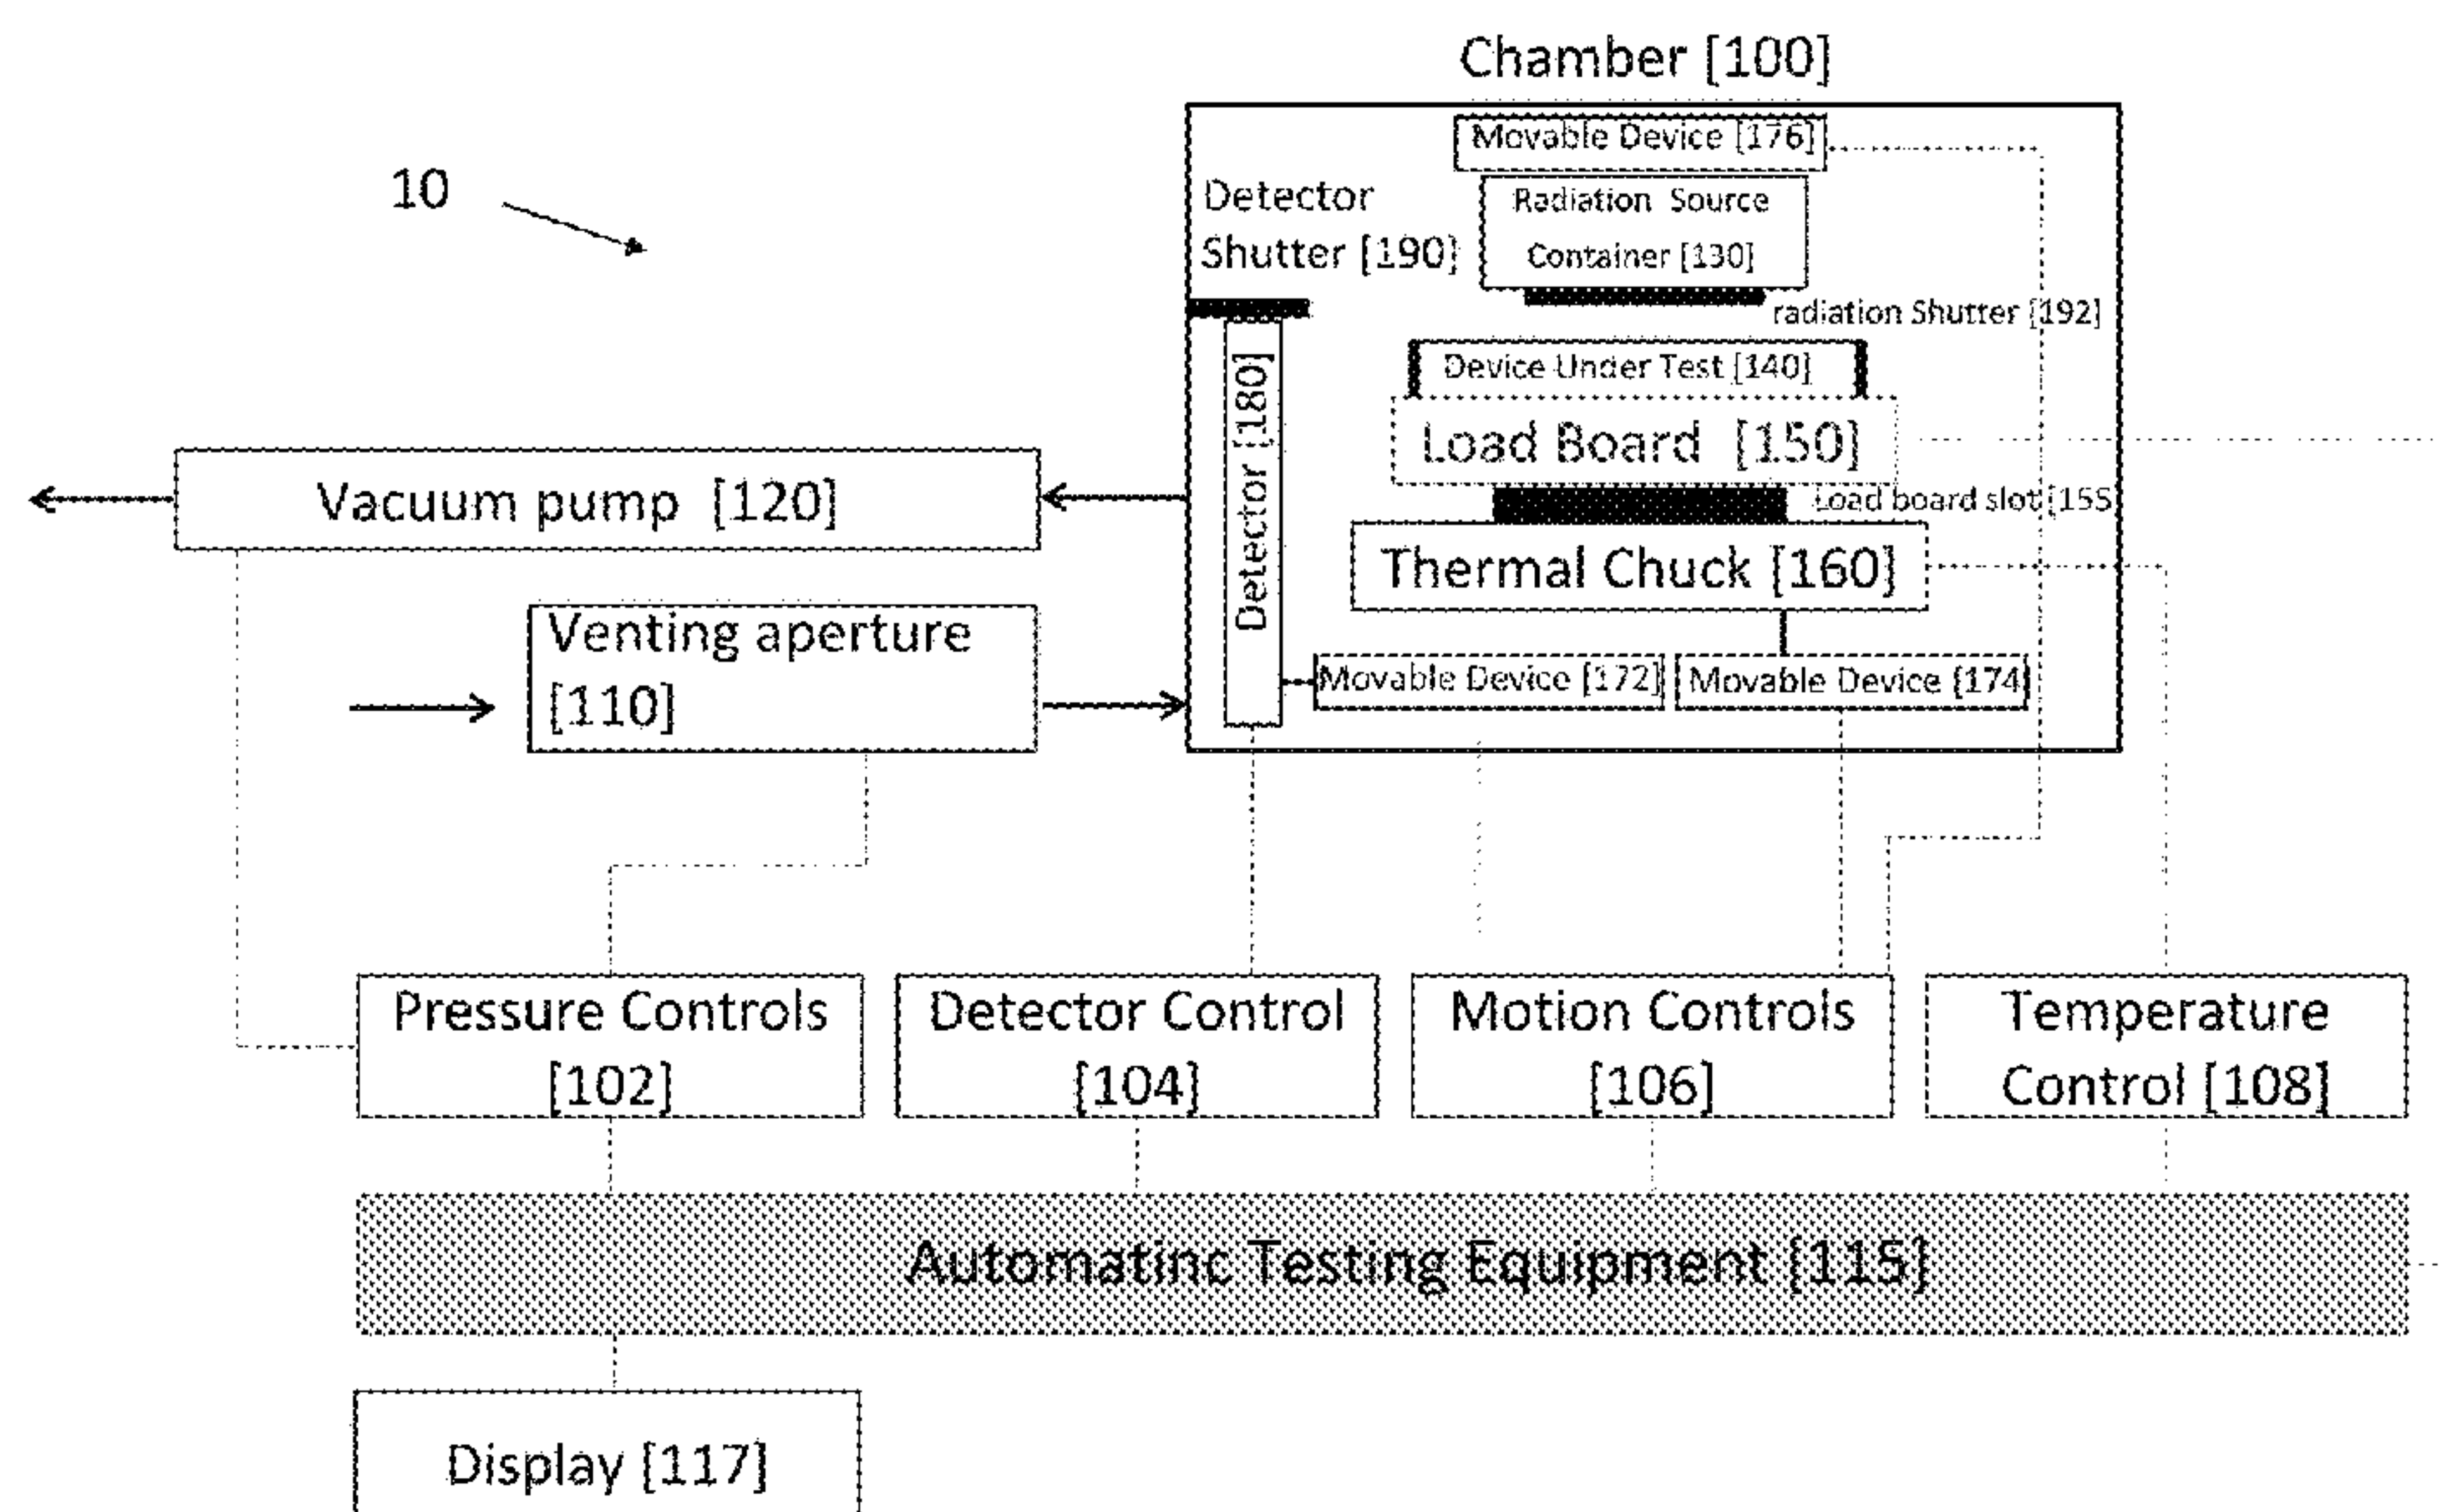 Chamber [100]
Movable Device [176]
10
Detector
Shutter [190]
Radiation Source
Container [130]
radiation Shutter [192]
Device Under Test [140]
Detector [180]
Load Board [150]
Vacuum pump [120]
Load board slot [155
Thermal Chuck [160]
Venting aperture
[110]
Movable Device [172]
Movable Device [174]
Pressure Controls
[102]
Detector Control
[104]
Motion Controls
[106]
Temperature
Control [108]
Automatinc Testing Equipment [115]
Display [117]